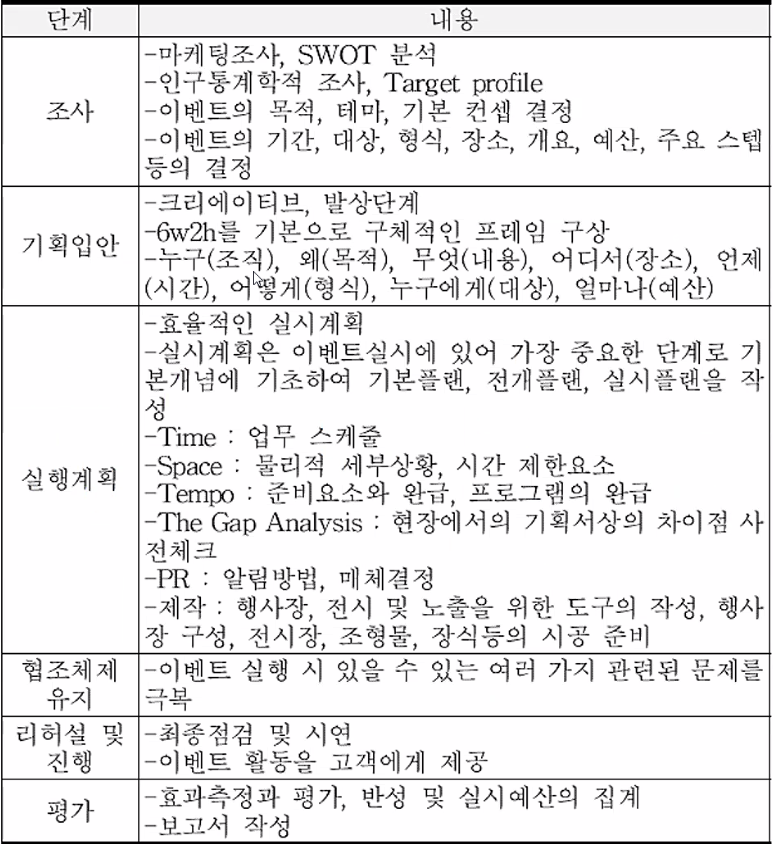 단계 내용
조사
-마케팅조사, SWOT 분석
-인구통계학적 조사, Target profile
-이벤트의 목적, 테마, 기본 컨셉 결정
-이벤트의 기간, 대상, 형식, 장소, 개요, 예산, 주요 스텝
등의 결정
기획입안
-크리에이티브, 발상단계
-6w2h를 기본으로 구체적인 프레임 구상
-누구(조직), 왜(목적), 무엇(내용), 어디서(장소), 언제
(시간), 어떻게(형식), 누구에게(대상), 얼마나(예산)
실행계획
-효율적인 실시계획
-실시계획은 이벤트실시에 있어 가장 중요한 단계로 기
본개념에 기초하여 기본플랜, 전개플랜, 실시플랜을 작
성
-Time : 업무 스케줄
-Space : 물리적 세부상황, 시간 제한요소
-Tempo : 준비요소와 완급, 프로그램의 완급
-The Gap Analysis : 현장에서의 기획서상의 차이점 사
전체크
-PR : 알림방법, 매체결정
-제작 : 행사장, 전시 및 노출을 위한 도구의 작성, 행사
장 구성, 전시장, 조형물, 장식등의 시공 준비
협조체제
유지
-이벤트 실행 시 있을 수 있는 여러 가지 관련된 문제를
극복
리허설 및
진행
-최종점검 및 시연
-이벤트 활동을 고객에게 제공
평가
-효과측정과 평가, 반성 및 실시예산의 집계
-보고서 작성